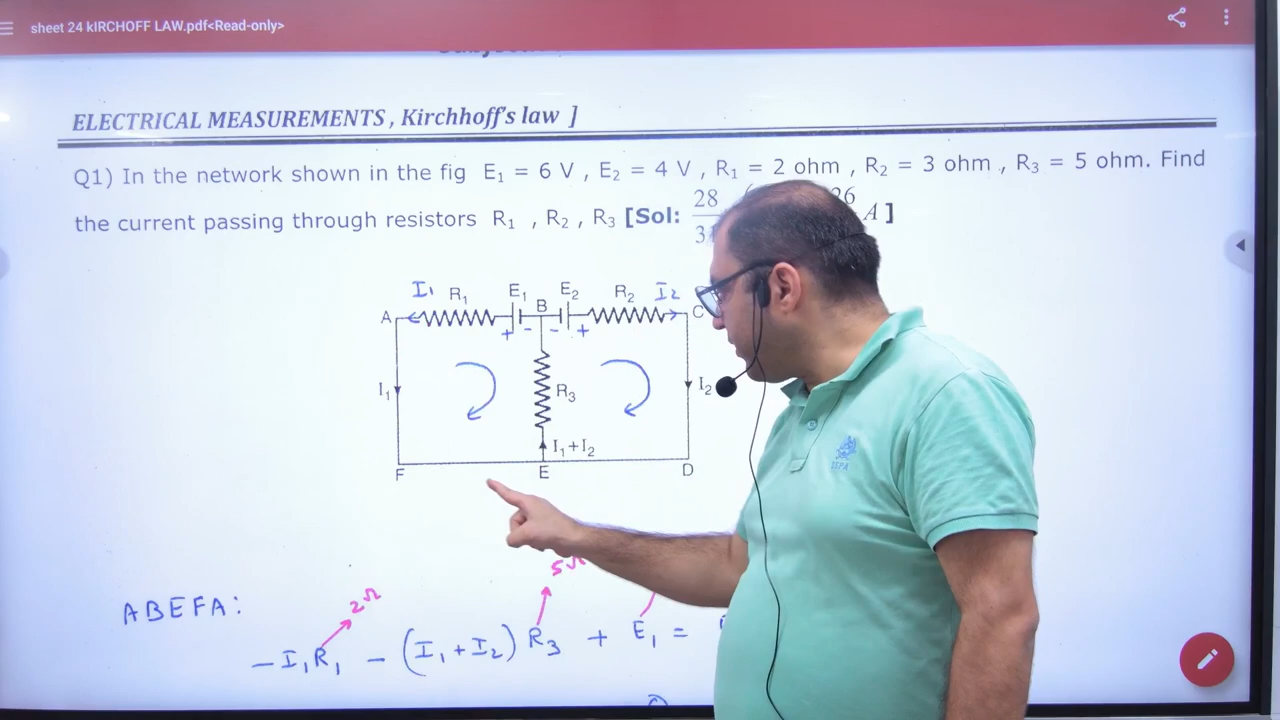 sheet 24 kIRCHOFF LAW.pdf<Read-only>
ELECTRICAL MEASUREMENTS , Kirchhoff's law ]
Q1) In the network shown in the fig E₁ = 6 V , E₂ = 4 V , R₁ = 2 ohm , R₂ = 3 ohm , R₃ = 5 ohm. Find
the current passing through resistors R₁ , R₂ , R₃ [Sol: 28 26 A ]
I₁ R₁ E₁ B E₂ R₂ I₂
A C
+ - - +
I₁ R₃ I₂
I₁+I₂
F E D
5Ω
ABEFA: 2Ω
-I₁R₁ - (I₁+I₂) R₃ + E₁ =